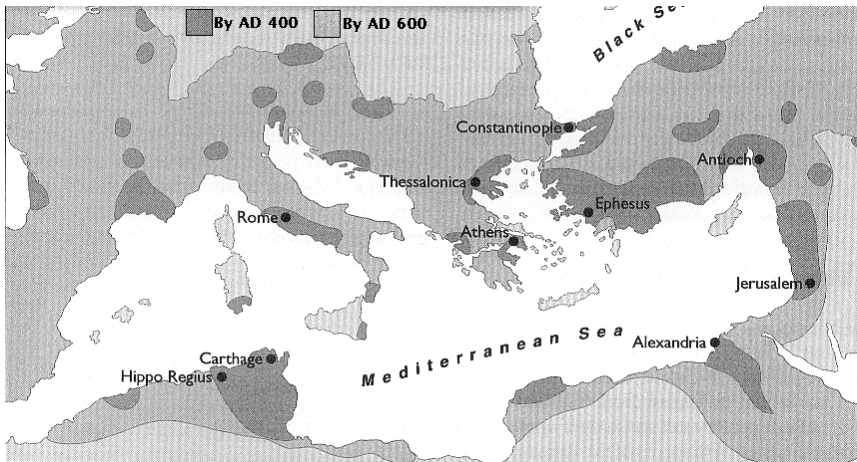 By AD 400
By AD 600
Black Se
Constantinople
Antioch
Thessalonica
Ephesus
Rome
Athens
Jerusalem
Alexandria
Mediterranean Sea
Carthage
Hippo Regius